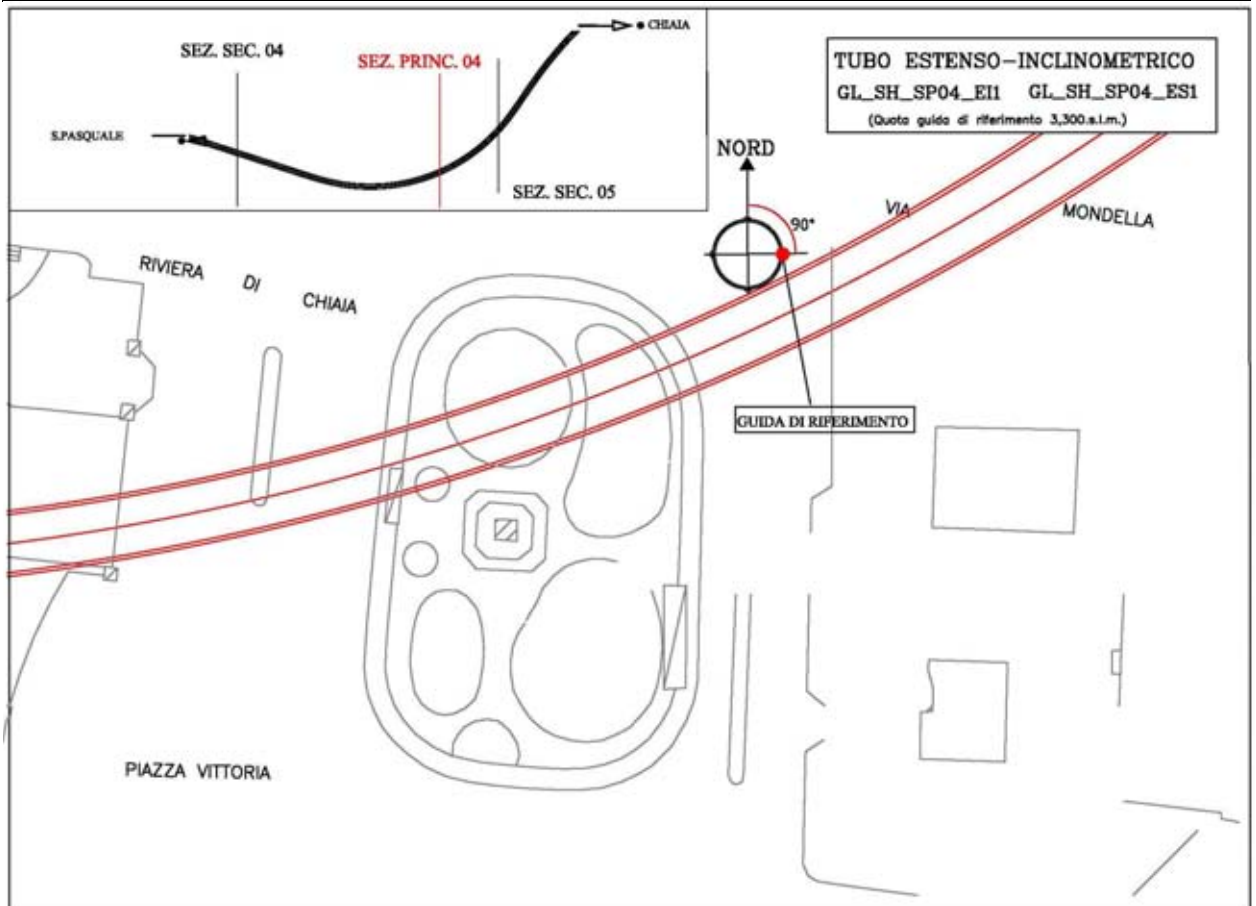 CHIAIA
SEZ. SEC. 04
SEZ. PRINC. 04
S.PASQUALE
SEZ. SEC. 05
TUBO ESTENSO-INCLINOMETRICO
GL_SH_SP04_EI1 GL_SH_SP04_ES1
(Quota guida di riferimento 3,300.s.l.m.)
NORD
90°
VIA MONDELLA
RIVIERA DI CHIAIA
GUIDA DI RIFERIMENTO
PIAZZA VITTORIA